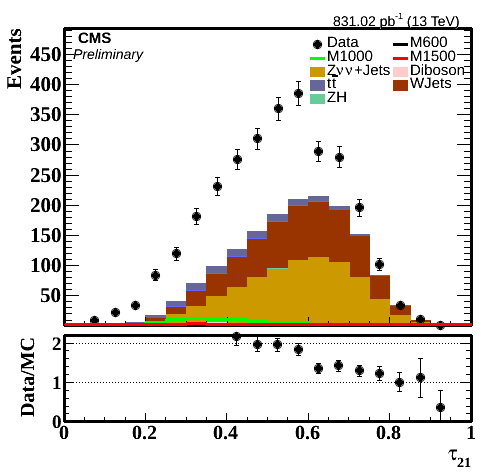 831.02 pb⁻¹ (13 TeV)
CMS
Preliminary
Data
M600
M1000
M1500
Zνν+Jets
Diboson
tt̄
WJets
ZH
Events
450
400
350
300
250
200
150
100
50
Data/MC
2
1
0
0 0.2 0.4 0.6 0.8 1
τ₂₁